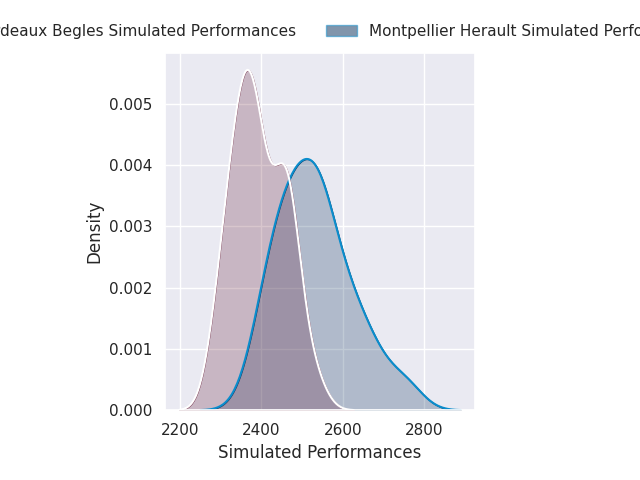 deaux Begles Simulated Performances
Montpellier Herault Simulated Perfo
0.005
0.004
0.003
0.002
0.001
0.000
Density
2200 2400 2600 2800
Simulated Performances